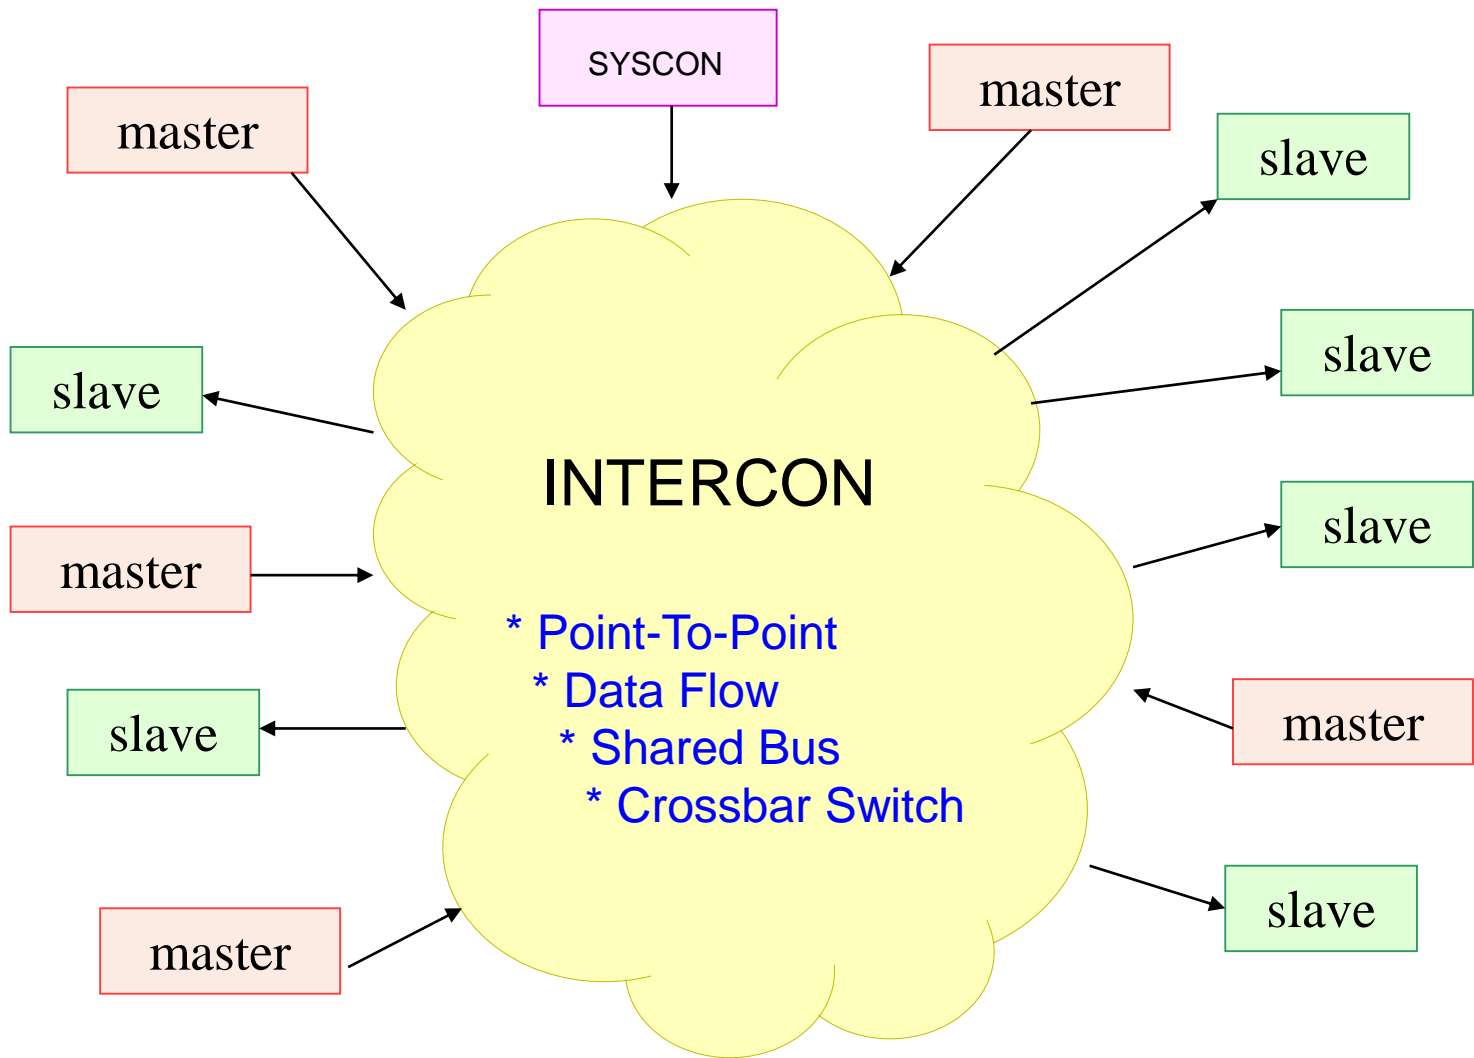 SYSCON
master
master
slave
slave
slave
INTERCON
slave
master
* Point-To-Point
* Data Flow
* Shared Bus
* Crossbar Switch
slave
master
slave
master